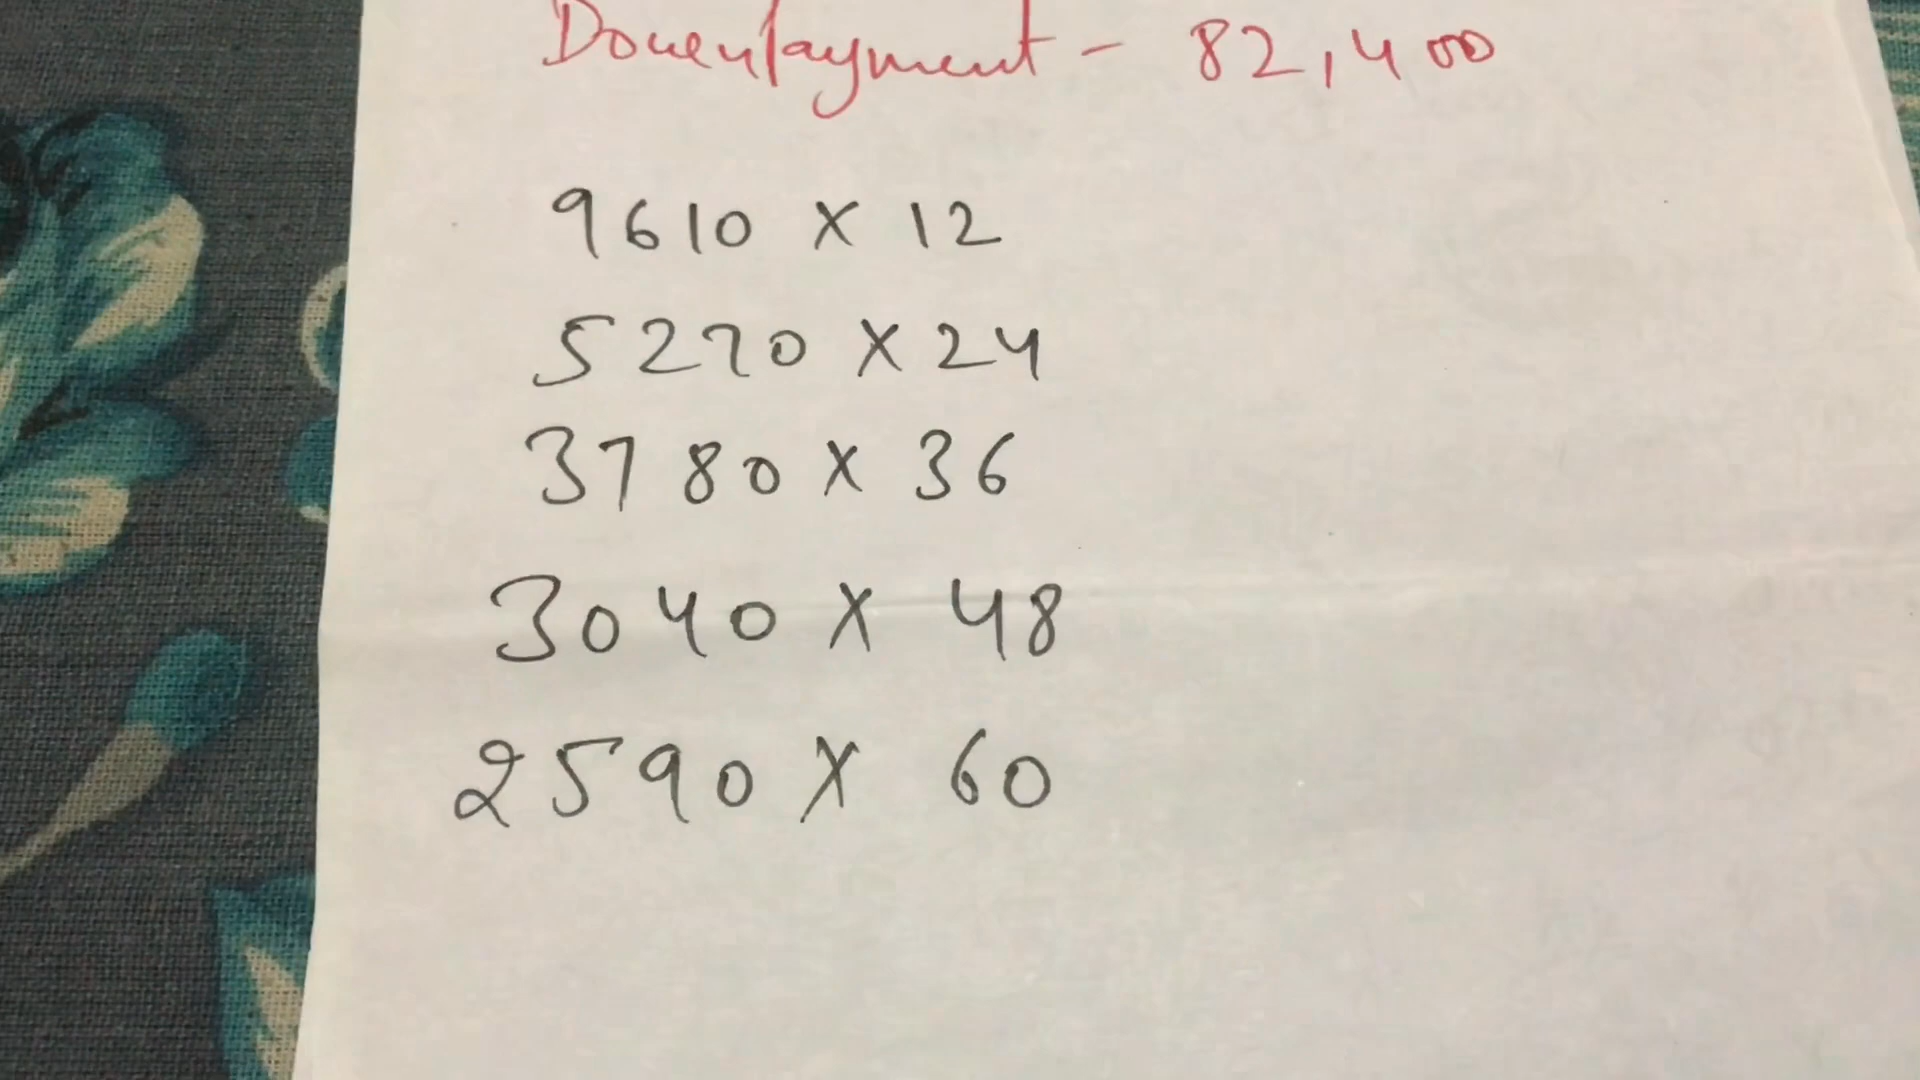 Downpayment - 82,400
9610 X 12
5270 X 24
3780 X 36
3040 X 48
2590 X 60